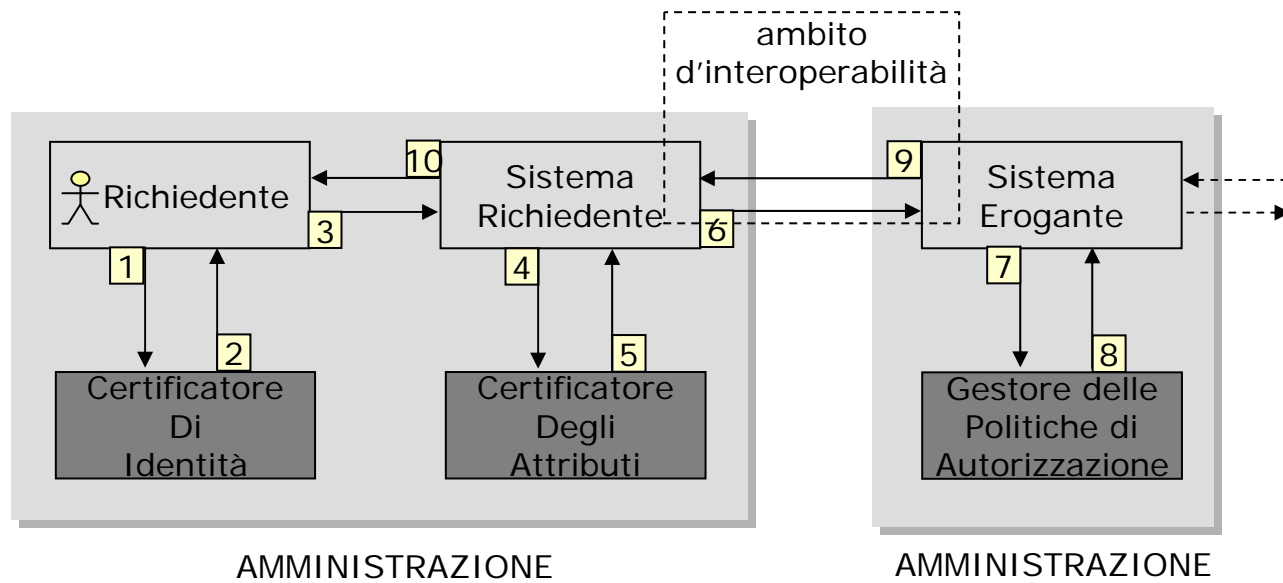 ambito
d'interoperabilità
10
9
Richiedente
Sistema
Richiedente
Sistema
Erogante
3
6
1
4
7
2
5
8
Certificatore
Di
Identità
Certificatore
Degli
Attributi
Gestore delle
Politiche di
Autorizzazione
AMMINISTRAZIONE
AMMINISTRAZIONE